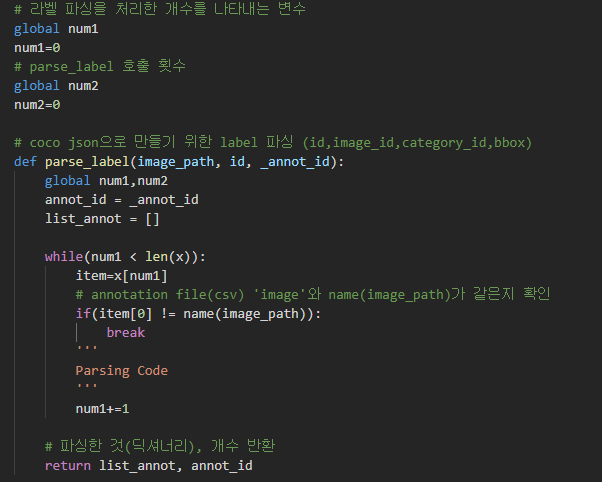 # 라벨 파싱을 처리한 개수를 나타내는 변수
global num1
num1=0
# parse_label 호출 횟수
global num2
num2=0
# coco json으로 만들기 위한 label 파싱 (id,image_id,category_id,bbox)
def parse_label(image_path, id, _annot_id):
    global num1,num2
    annot_id = _annot_id
    list_annot = []
    while(num1 < len(x)):
        item=x[num1]
        # annotation file(csv) 'image'와 name(image_path)가 같은지 확인
        if(item[0] != name(image_path)):
            break
        '''
        Parsing Code
        '''
        num1+=1
    # 파싱한 것(딕셔너리), 개수 반환
    return list_annot, annot_id